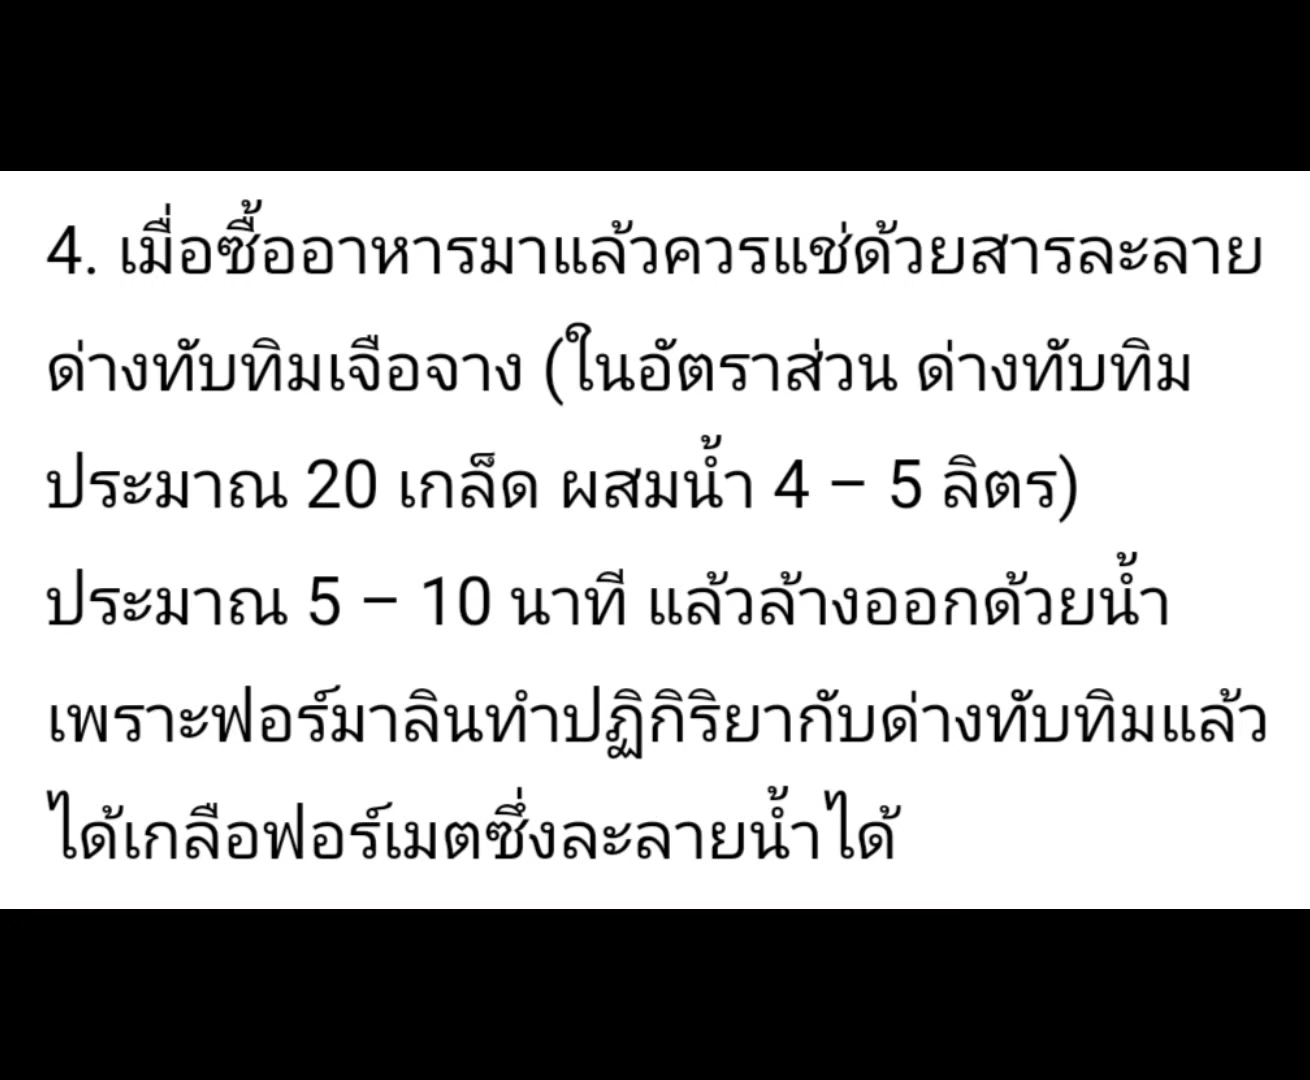 4. เมื่อซื้ออาหารมาแล้วควรแช่ด้วยสารละลาย
ด่างทับทิมเจือจาง (ในอัตราส่วน ด่างทับทิม
ประมาณ 20 เกล็ด ผสมน้ำ 4 – 5 ลิตร)
ประมาณ 5 – 10 นาที แล้วล้างออกด้วยน้ำ
เพราะฟอร์มาลินทำปฏิกิริยากับด่างทับทิมแล้ว
ได้เกลือฟอร์เมตซึ่งละลายน้ำได้